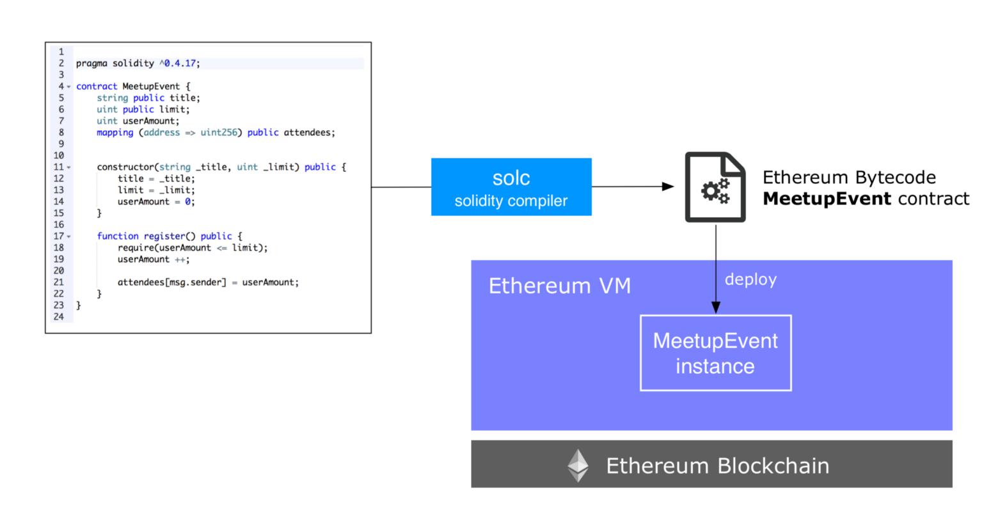 1
2 pragma solidity ^0.4.17;
3
4 contract MeetupEvent {
5 string public title;
6 uint public limit;
7 uint userAmount;
8 mapping (address => uint256) public attendees;
9
10
11 constructor(string _title, uint _limit) public {
12 title = _title;
13 limit = _limit;
14 userAmount = 0;
15 }
16
17 function register() public {
18 require(userAmount <= limit);
19 userAmount ++;
20
21 attendees[msg.sender] = userAmount;
22 }
23 }
24
solc
solidity compiler
Ethereum Bytecode
MeetupEvent contract
deploy
Ethereum VM
MeetupEvent
instance
Ethereum Blockchain